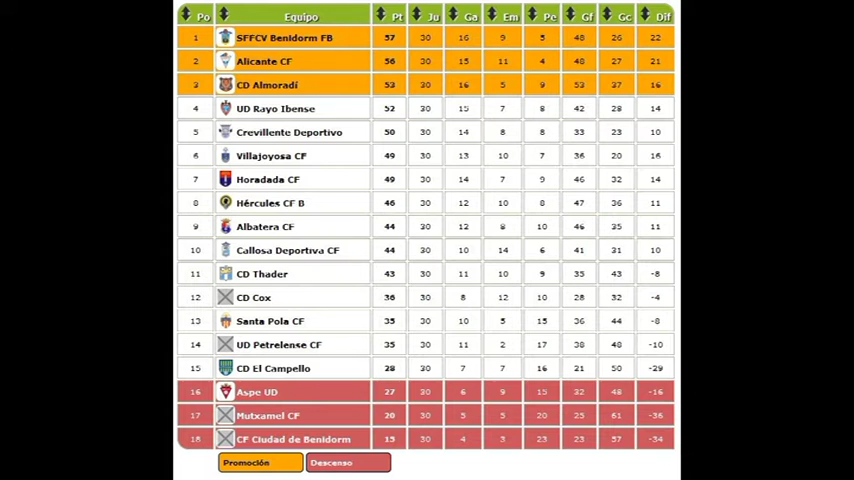 Po Equipo Pt Ju Ga Em Pe Gf Gc Dif
1 SFFCV Benidorm FB 57 30 16 9 5 48 26 22
2 Alicante CF 56 30 15 11 4 48 27 21
3 CD Almoradí 53 30 16 5 9 53 37 16
4 UD Rayo Ibense 52 30 15 7 8 42 28 14
5 Crevillente Deportivo 50 30 14 8 8 33 23 10
6 Villajoyosa CF 49 30 13 10 7 36 20 16
7 Horadada CF 49 30 14 7 9 46 32 14
8 Hércules CF B 46 30 12 10 8 47 36 11
9 Albatera CF 44 30 12 8 10 46 35 11
10 Callosa Deportiva CF 44 30 10 14 6 41 31 10
11 CD Thader 43 30 11 10 9 35 43 -8
12 CD Cox 36 30 8 12 10 28 32 -4
13 Santa Pola CF 35 30 10 5 15 36 44 -8
14 UD Petrelense CF 35 30 11 2 17 38 48 -10
15 CD El Campello 28 30 7 7 16 21 50 -29
16 Aspe UD 27 30 6 9 15 32 48 -16
17 Mutxamel CF 20 30 5 5 20 25 61 -36
18 CF Ciudad de Benidorm 15 30 4 3 23 23 57 -34
Promoción Descenso